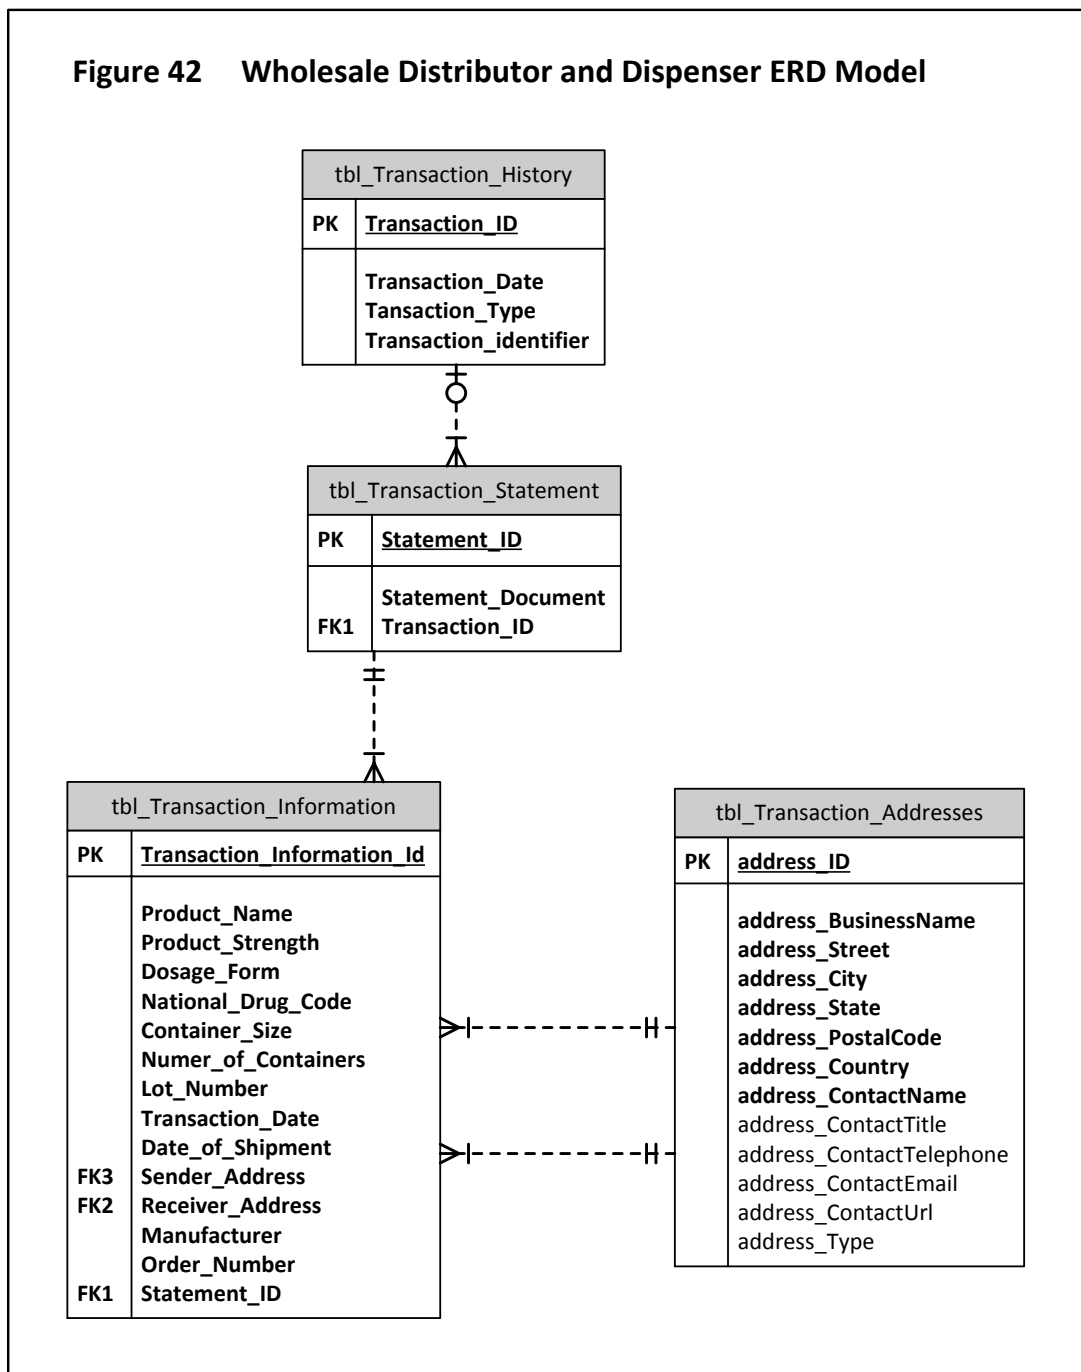 Figure 42 Wholesale Distributor and Dispenser ERD Model
tbl_Transaction_History
PK Transaction_ID
Transaction_Date
Tansaction_Type
Transaction_identifier
tbl_Transaction_Statement
PK Statement_ID
Statement_Document
FK1 Transaction_ID
tbl_Transaction_Information
PK Transaction_Information_Id
Product_Name
Product_Strength
Dosage_Form
National_Drug_Code
Container_Size
Numer_of_Containers
Lot_Number
Transaction_Date
Date_of_Shipment
FK3 Sender_Address
FK2 Receiver_Address
Manufacturer
Order_Number
FK1 Statement_ID
tbl_Transaction_Addresses
PK address_ID
address_BusinessName
address_Street
address_City
address_State
address_PostalCode
address_Country
address_ContactName
address_ContactTitle
address_ContactTelephone
address_ContactEmail
address_ContactUrl
address_Type